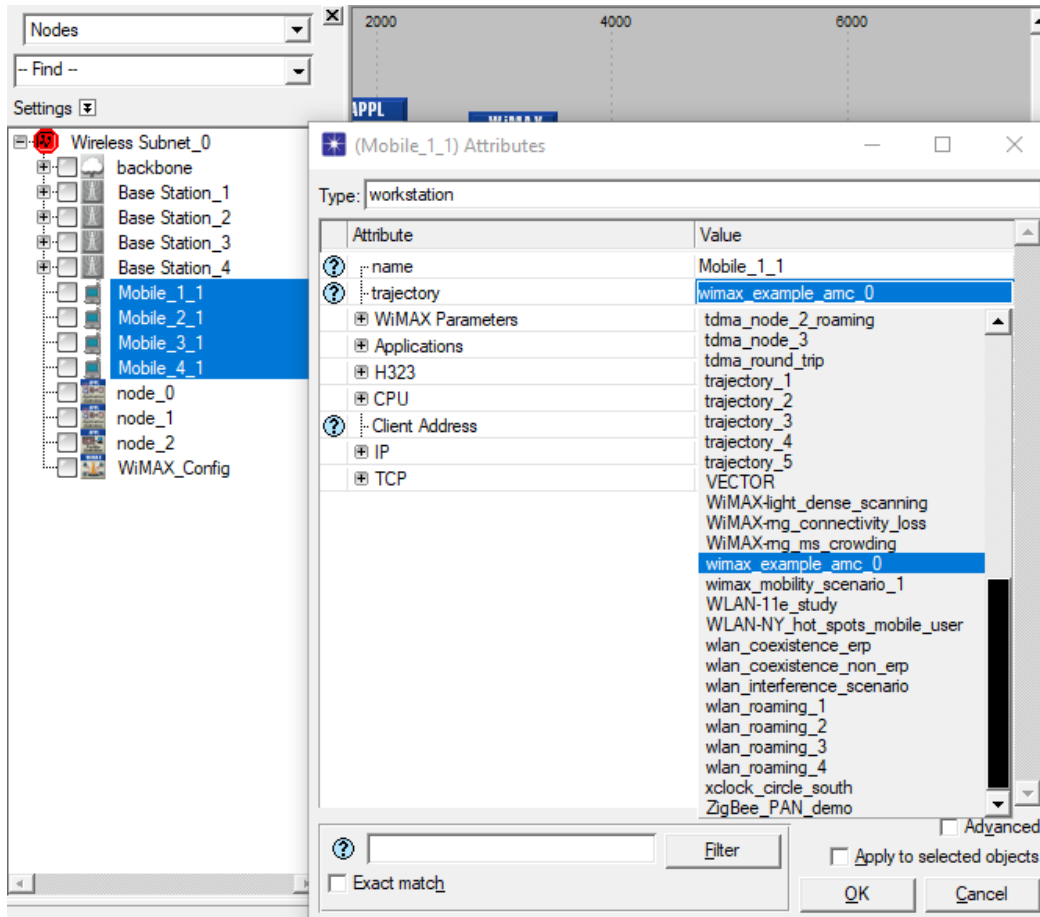 Nodes
-- Find --
Settings
Wireless Subnet_0
backbone
Base Station_1
Base Station_2
Base Station_3
Base Station_4
Mobile_1_1
Mobile_2_1
Mobile_3_1
Mobile_4_1
node_0
node_1
node_2
WiMAX_Config
2000 4000 6000
APPL
WiMAX
(Mobile_1_1) Attributes
Type: workstation
Attribute Value
name Mobile_1_1
trajectory wimax_example_amc_0
WiMAX Parameters
Applications
H323
CPU
Client Address
IP
TCP
tdma_node_2_roaming
tdma_node_3
tdma_round_trip
trajectory_1
trajectory_2
trajectory_3
trajectory_4
trajectory_5
VECTOR
WiMAX-light_dense_scanning
WiMAX-rng_connectivity_loss
WiMAX-rng_ms_crowding
wimax_example_amc_0
wimax_mobility_scenario_1
WLAN-11e_study
WLAN-NY_hot_spots_mobile_user
wlan_coexistence_erp
wlan_coexistence_non_erp
wlan_interference_scenario
wlan_roaming_1
wlan_roaming_2
wlan_roaming_3
wlan_roaming_4
xclock_circle_south
ZigBee_PAN_demo
Advanced
Filter
Apply to selected objects
Exact match
OK Cancel